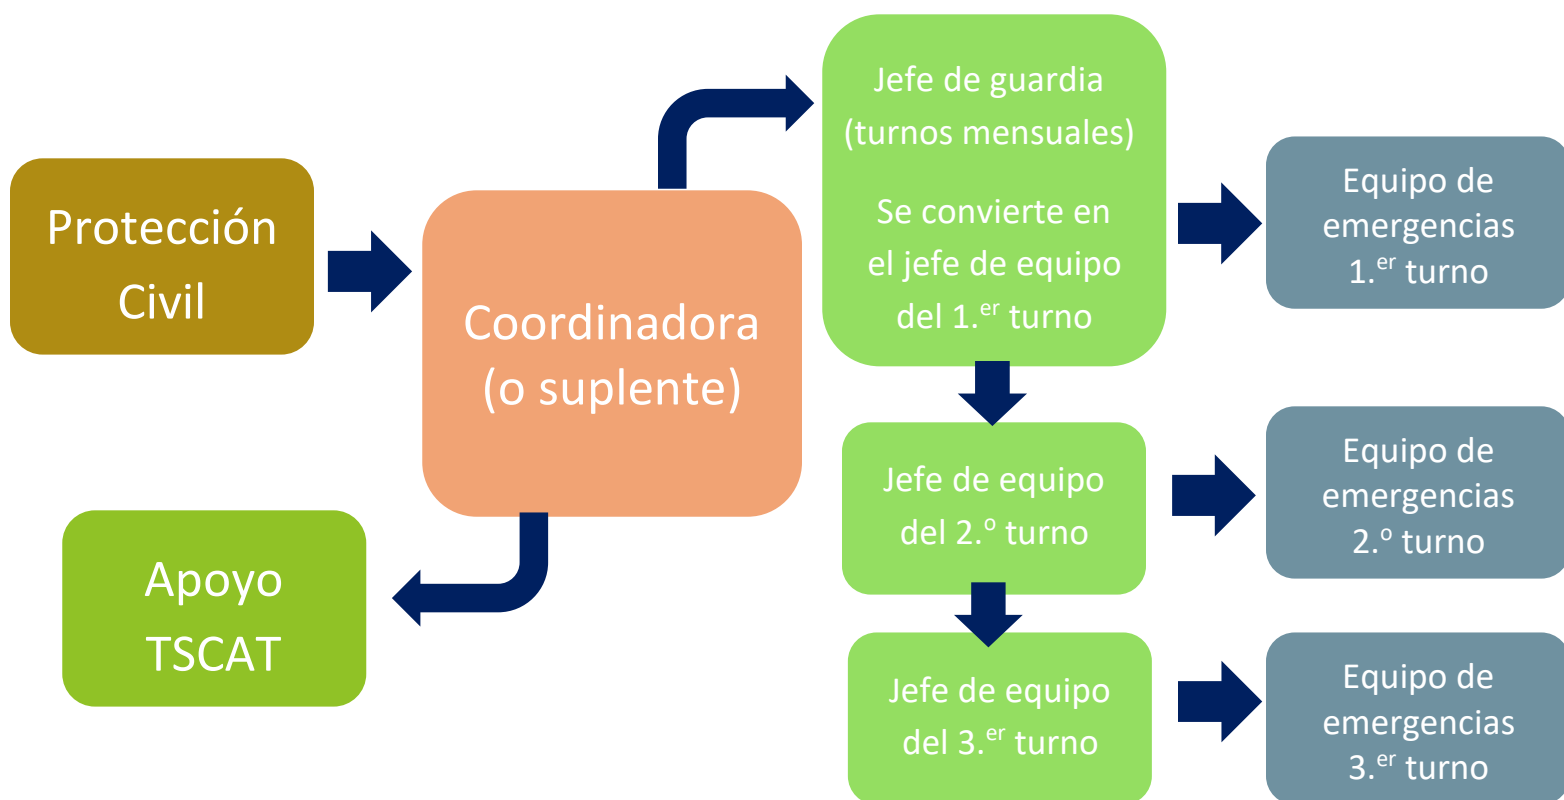 Protección
Civil
Coordinadora
(o suplente)
Apoyo
TSCAT
Jefe de guardia
(turnos mensuales)
Se convierte en
el jefe de equipo
del 1.er turno
Equipo de
emergencias
1.er turno
Jefe de equipo
del 2.º turno
Equipo de
emergencias
2.º turno
Jefe de equipo
del 3.er turno
Equipo de
emergencias
3.er turno